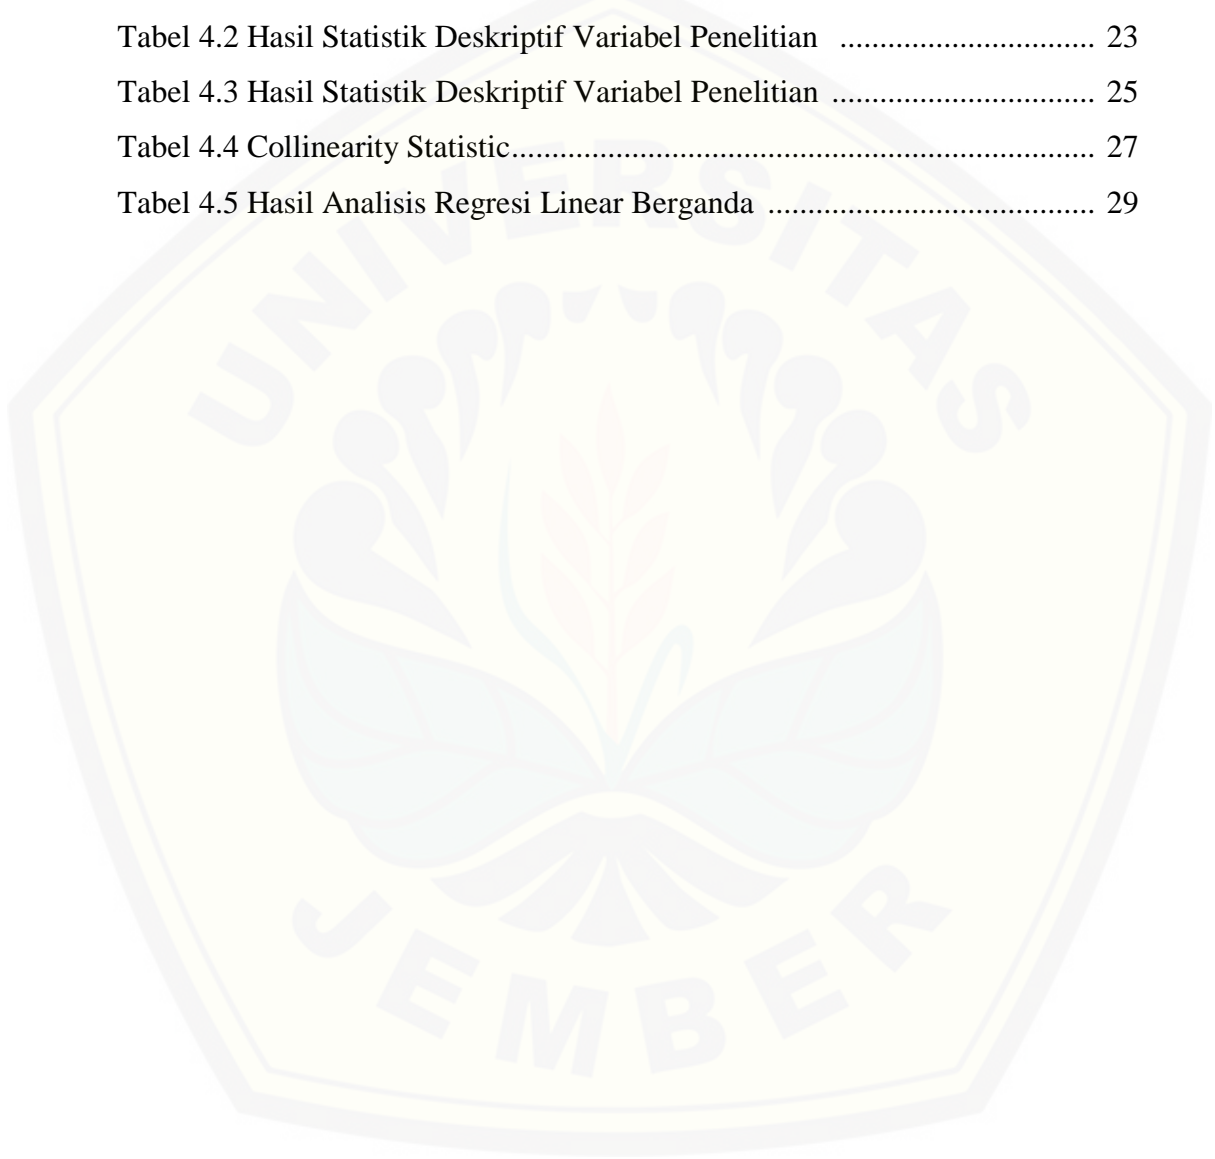 Tabel 4.2 Hasil Statistik Deskriptif Variabel Penelitian ................................ 23
Tabel 4.3 Hasil Statistik Deskriptif Variabel Penelitian ................................. 25
Tabel 4.4 Collinearity Statistic......................................................................... 27
Tabel 4.5 Hasil Analisis Regresi Linear Berganda ......................................... 29
UNIVERSITAS
JEMBER